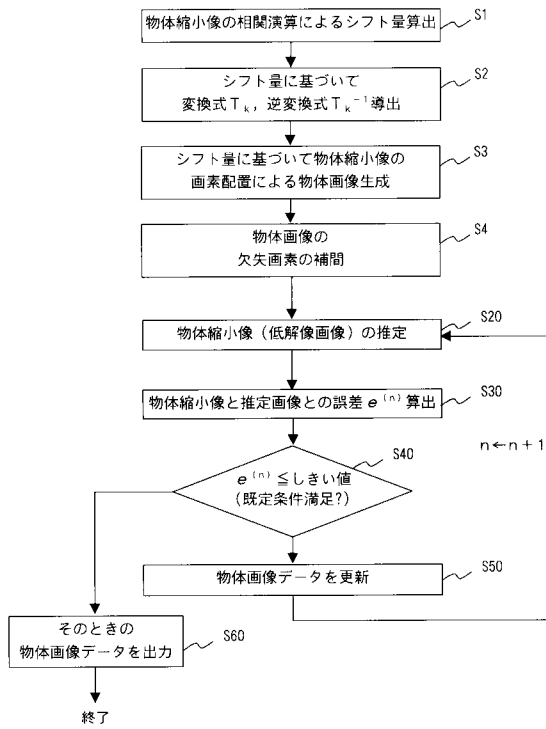 物体縮小像の相関演算によるシフト量算出
S1
シフト量に基づいて
変換式Tk, 逆変換式Tk⁻¹導出
S2
シフト量に基づいて物体縮小像の
画素配置による物体画像生成
S3
物体画像の
欠失画素の補間
S4
物体縮小像（低解像画像）の推定
S20
物体縮小像と推定画像との誤差e⁽ⁿ⁾算出
S30
n←n+1
e⁽ⁿ⁾≦しきい値
(既定条件満足?)
S40
物体画像データを更新
S50
そのときの
物体画像データを出力
S60
終了